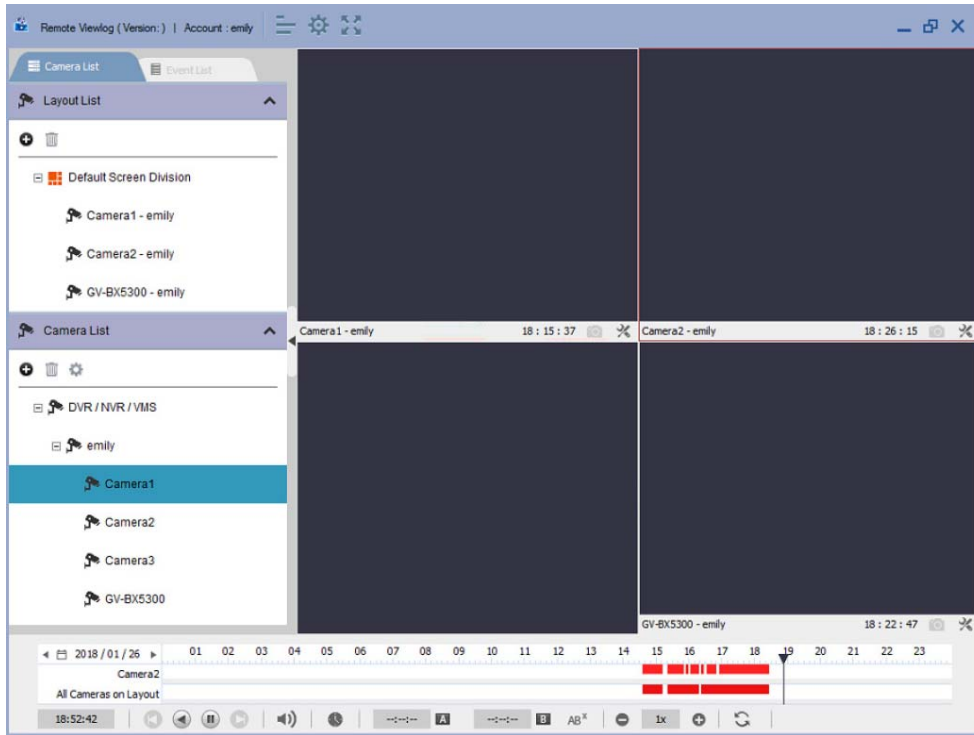 Remote Viewlog ( Version: ) | Account : emily
Camera List
Event List
Layout List
Default Screen Division
Camera1 - emily
Camera2 - emily
GV-BX5300 - emily
Camera List
DVR / NVR / VMS
emily
Camera1
Camera2
Camera3
GV-BX5300
Camera1 - emily 18 : 15 : 37
Camera2 - emily 18 : 26 : 15
GV-BX5300 - emily 18 : 22 : 47
2018 / 01 / 26 01 02 03 04 05 06 07 08 09 10 11 12 13 14 15 16 17 18 19 20 21 22 23
Camera2
All Cameras on Layout
18:52:42 --:--:-- A --:--:-- B ABX 1x